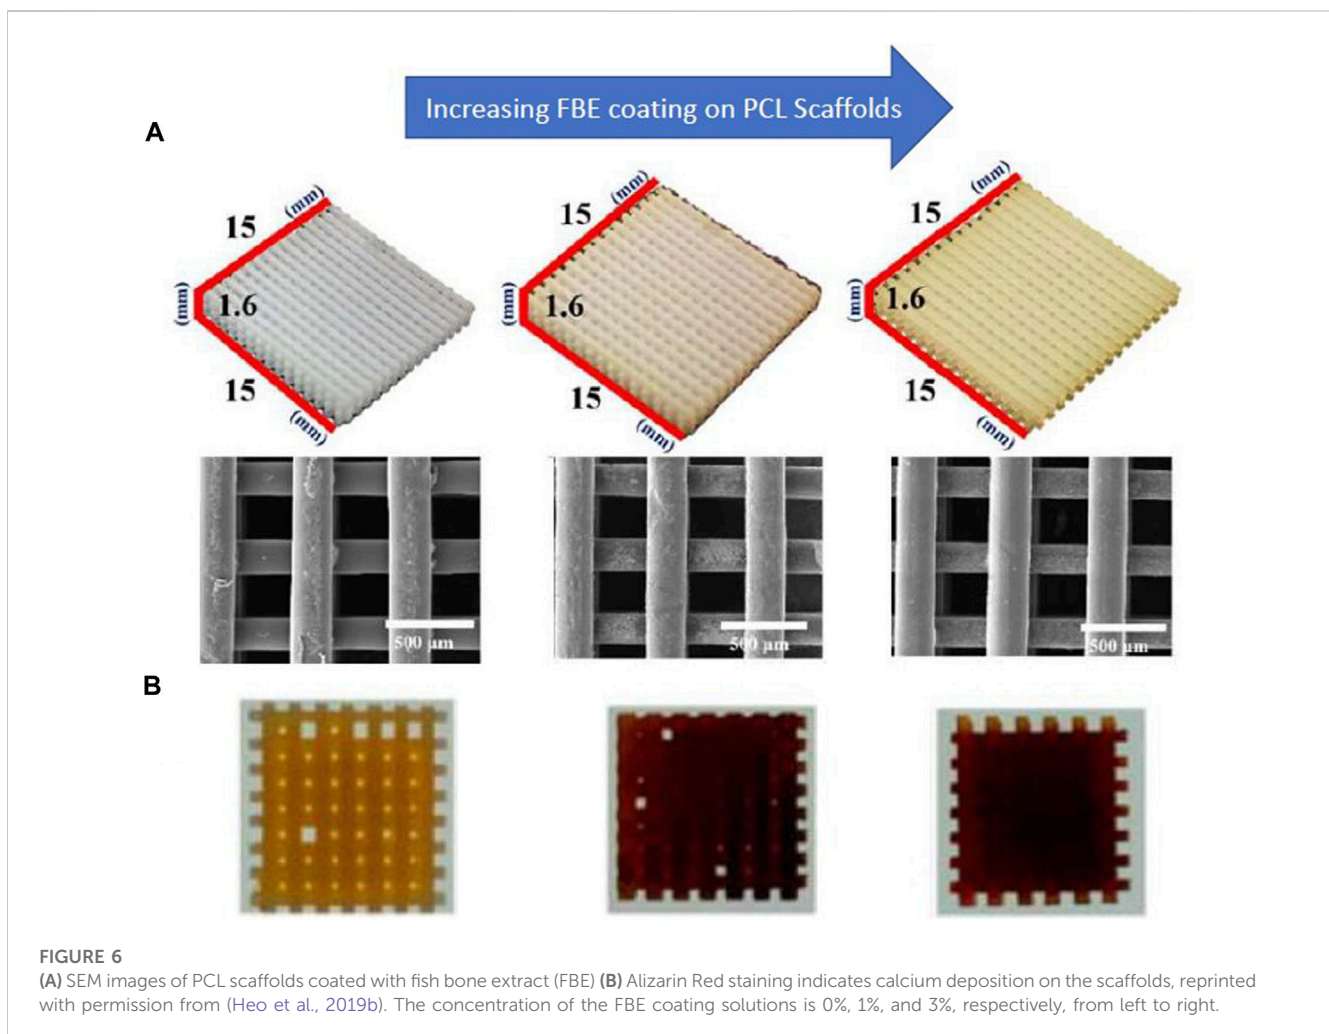 Increasing FBE coating on PCL Scaffolds
A
(mm)
15
(mm)
1.6
15
(mm)
(mm)
15
(mm)
1.6
15
(mm)
(mm)
15
(mm)
1.6
15
(mm)
500 μm
500 μm
500 μm
B
FIGURE 6
(A) SEM images of PCL scaffolds coated with fish bone extract (FBE) (B) Alizarin Red staining indicates calcium deposition on the scaffolds, reprinted
with permission from (Heo et al., 2019b). The concentration of the FBE coating solutions is 0%, 1%, and 3%, respectively, from left to right.